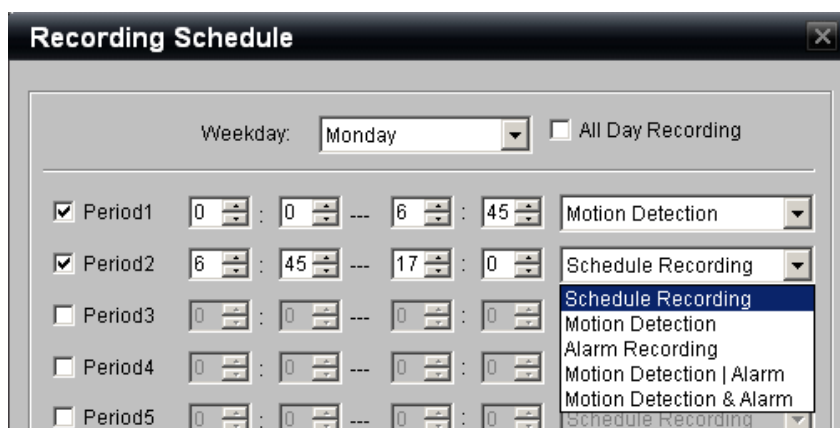 Recording Schedule
Weekday: Monday All Day Recording
Period1 0 : 0 --- 6 : 45 Motion Detection
Period2 6 : 45 --- 17 : 0 Schedule Recording
Schedule Recording
Period3 0 : 0 --- 0 : 0 Motion Detection
Alarm Recording
Period4 0 : 0 --- 0 : 0 Motion Detection | Alarm
Motion Detection & Alarm
Period5 0 : 0 --- 0 : 0 Schedule Recording